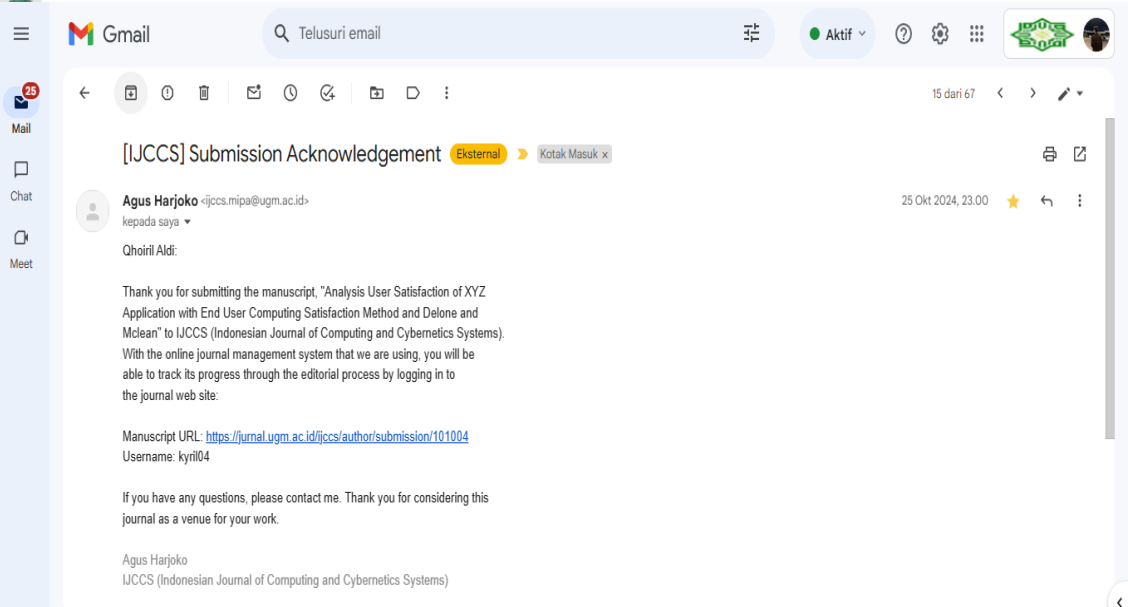 Gmail
Telusuri email
Aktif
25
Mail
Chat
Meet
15 dari 67
[IJCCS] Submission Acknowledgement Eksternal Kotak Masuk x
Agus Harjoko <ijccs.mipa@ugm.ac.id>
25 Okt 2024, 23.00
kepada saya
Qhoiril Aldi:
Thank you for submitting the manuscript, "Analysis User Satisfaction of XYZ
Application with End User Computing Satisfaction Method and Delone and
Mclean" to IJCCS (Indonesian Journal of Computing and Cybernetics Systems).
With the online journal management system that we are using, you will be
able to track its progress through the editorial process by logging in to
the journal web site:
Manuscript URL: https://jurnal.ugm.ac.id/ijccs/author/submission/101004
Username: kyril04
If you have any questions, please contact me. Thank you for considering this
journal as a venue for your work.
Agus Harjoko
IJCCS (Indonesian Journal of Computing and Cybernetics Systems)